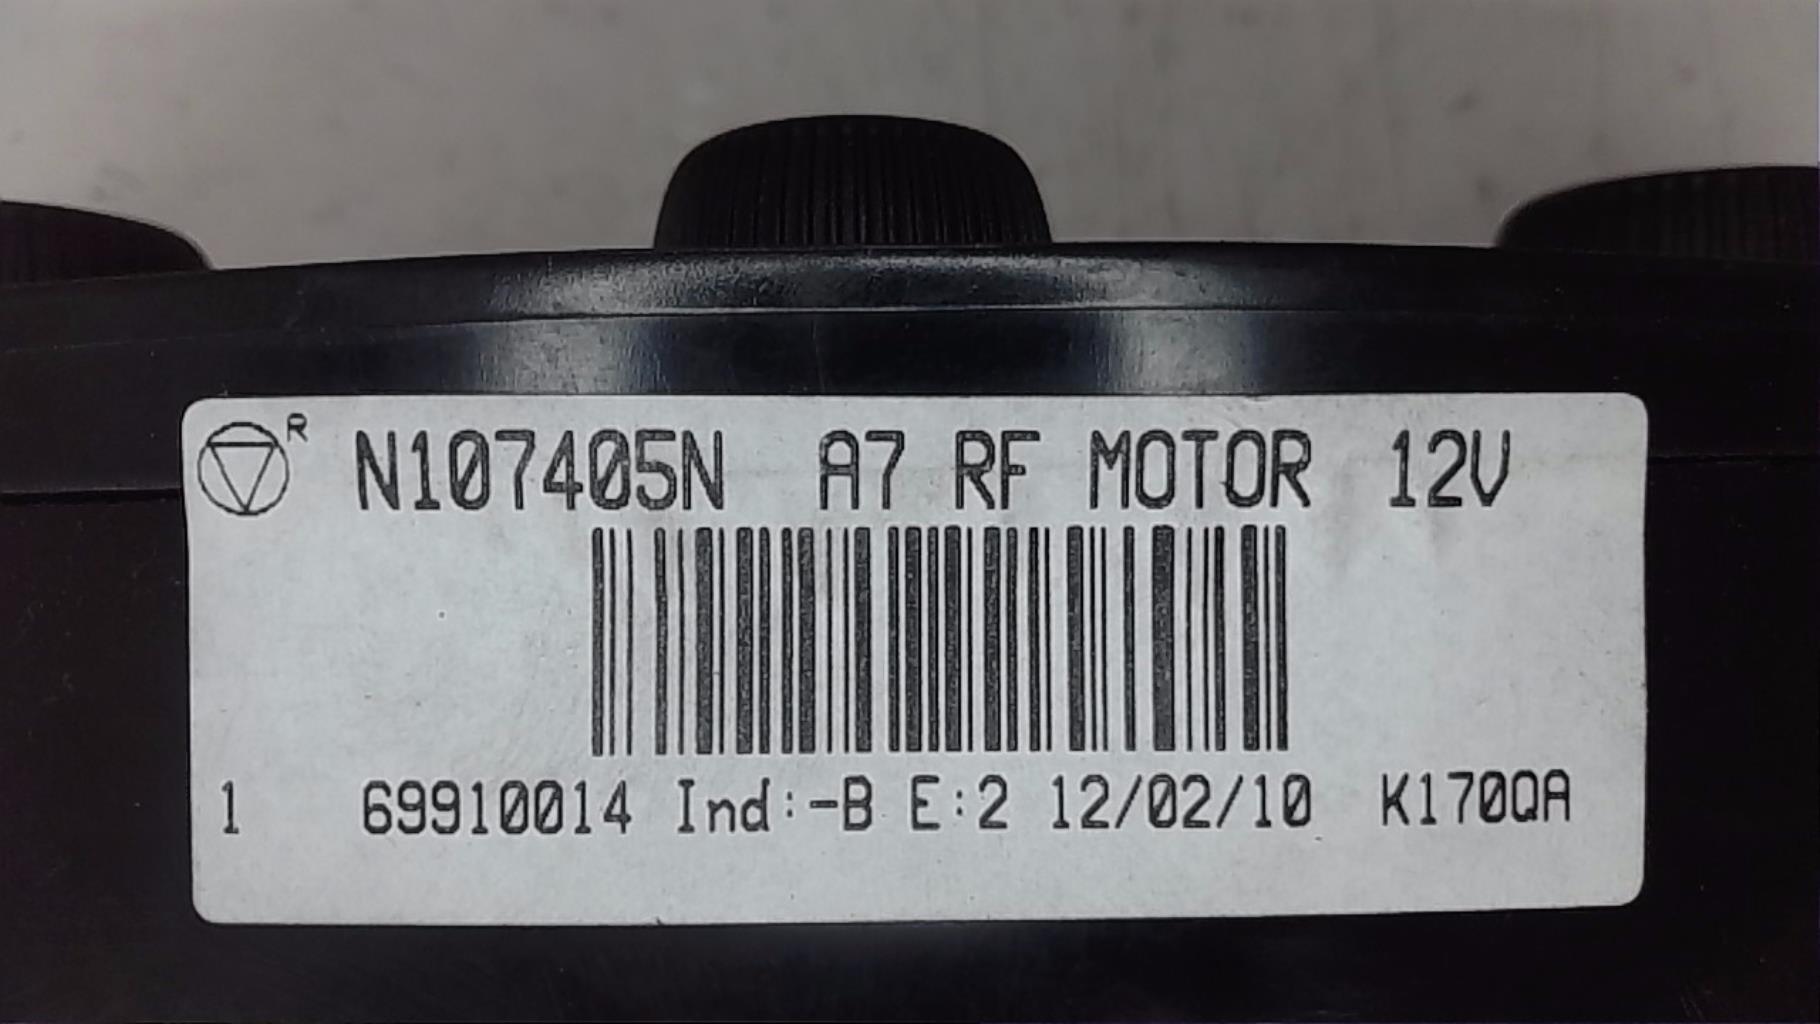 R N107405N A7 RF MOTOR 12V
1 69910014 Ind:-B E:2 12/02/10 K170QA